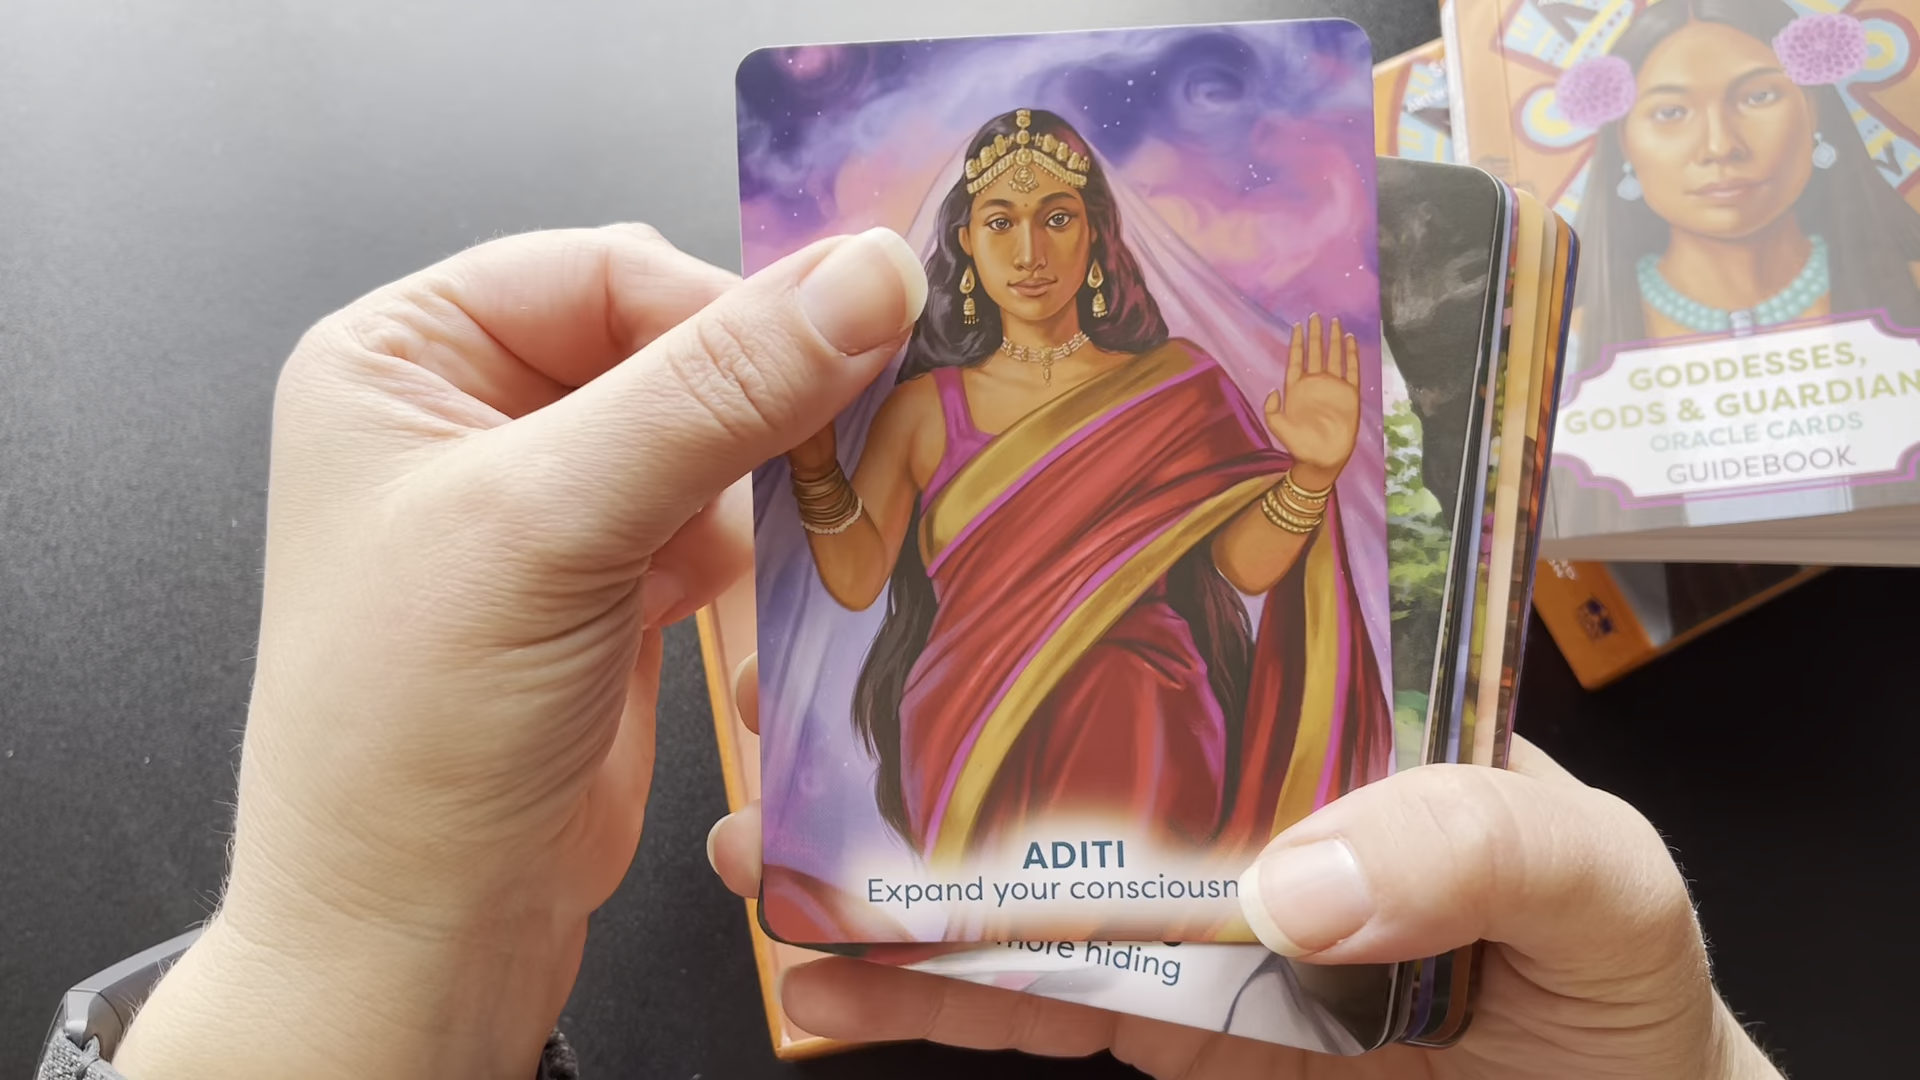 ADITI
Expand your consciousn
more hiding
GODDESSES,
GODS & GUARDIAN
ORACLE CARDS
GUIDEBOOK